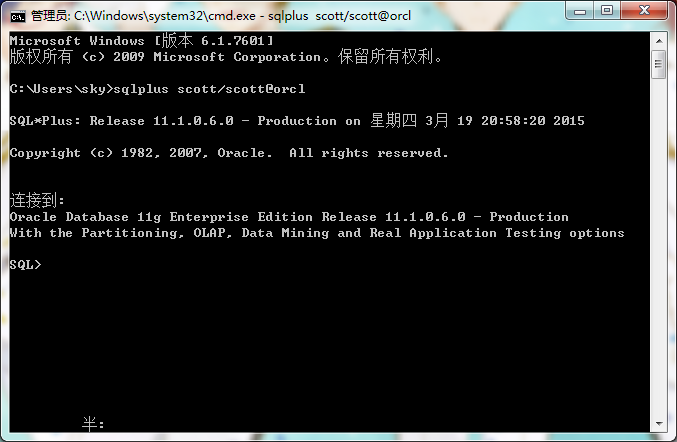 管理员: C:\Windows\system32\cmd.exe - sqlplus  scott/scott@orcl
Microsoft Windows [版本 6.1.7601]
版权所有 (c) 2009 Microsoft Corporation。保留所有权利。
C:\Users\sky>sqlplus scott/scott@orcl
SQL*Plus: Release 11.1.0.6.0 - Production on 星期四 3月 19 20:58:20 2015
Copyright (c) 1982, 2007, Oracle.  All rights reserved.
连接到:
Oracle Database 11g Enterprise Edition Release 11.1.0.6.0 - Production
With the Partitioning, OLAP, Data Mining and Real Application Testing options
SQL>
半: